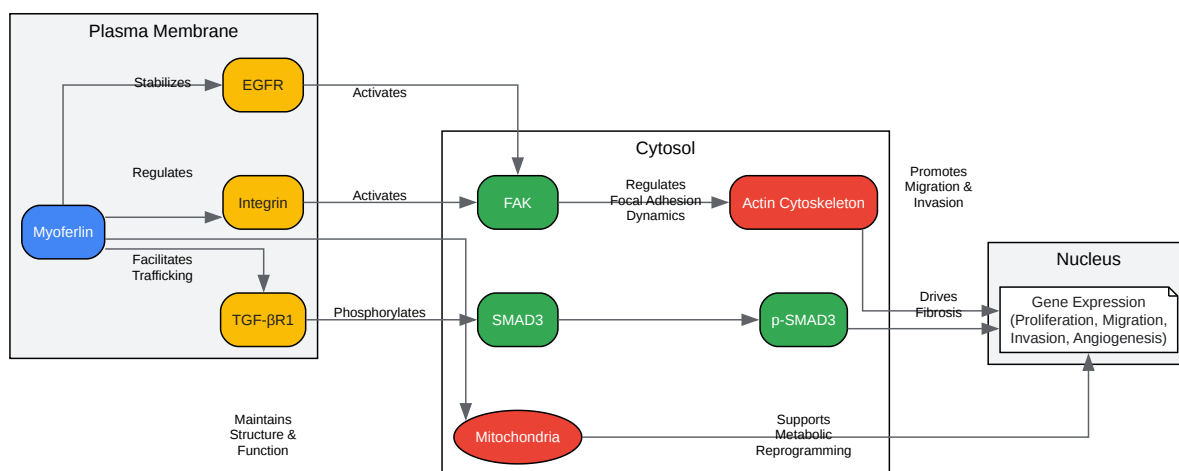 Plasma Membrane
EGFR
Stabilizes
Activates
Cytosol
Regulates
Integrin
Activates
FAK
Regulates
Focal Adhesion
Dynamics
Actin Cytoskeleton
Promotes
Migration &
Invasion
Myoferlin
Facilitates
Trafficking
TGF-βR1
Phosphorylates
SMAD3
p-SMAD3
Drives
Fibrosis
Nucleus
Gene Expression
(Proliferation, Migration,
Invasion, Angiogenesis)
Maintains
Structure &
Function
Mitochondria
Supports
Metabolic
Reprogramming